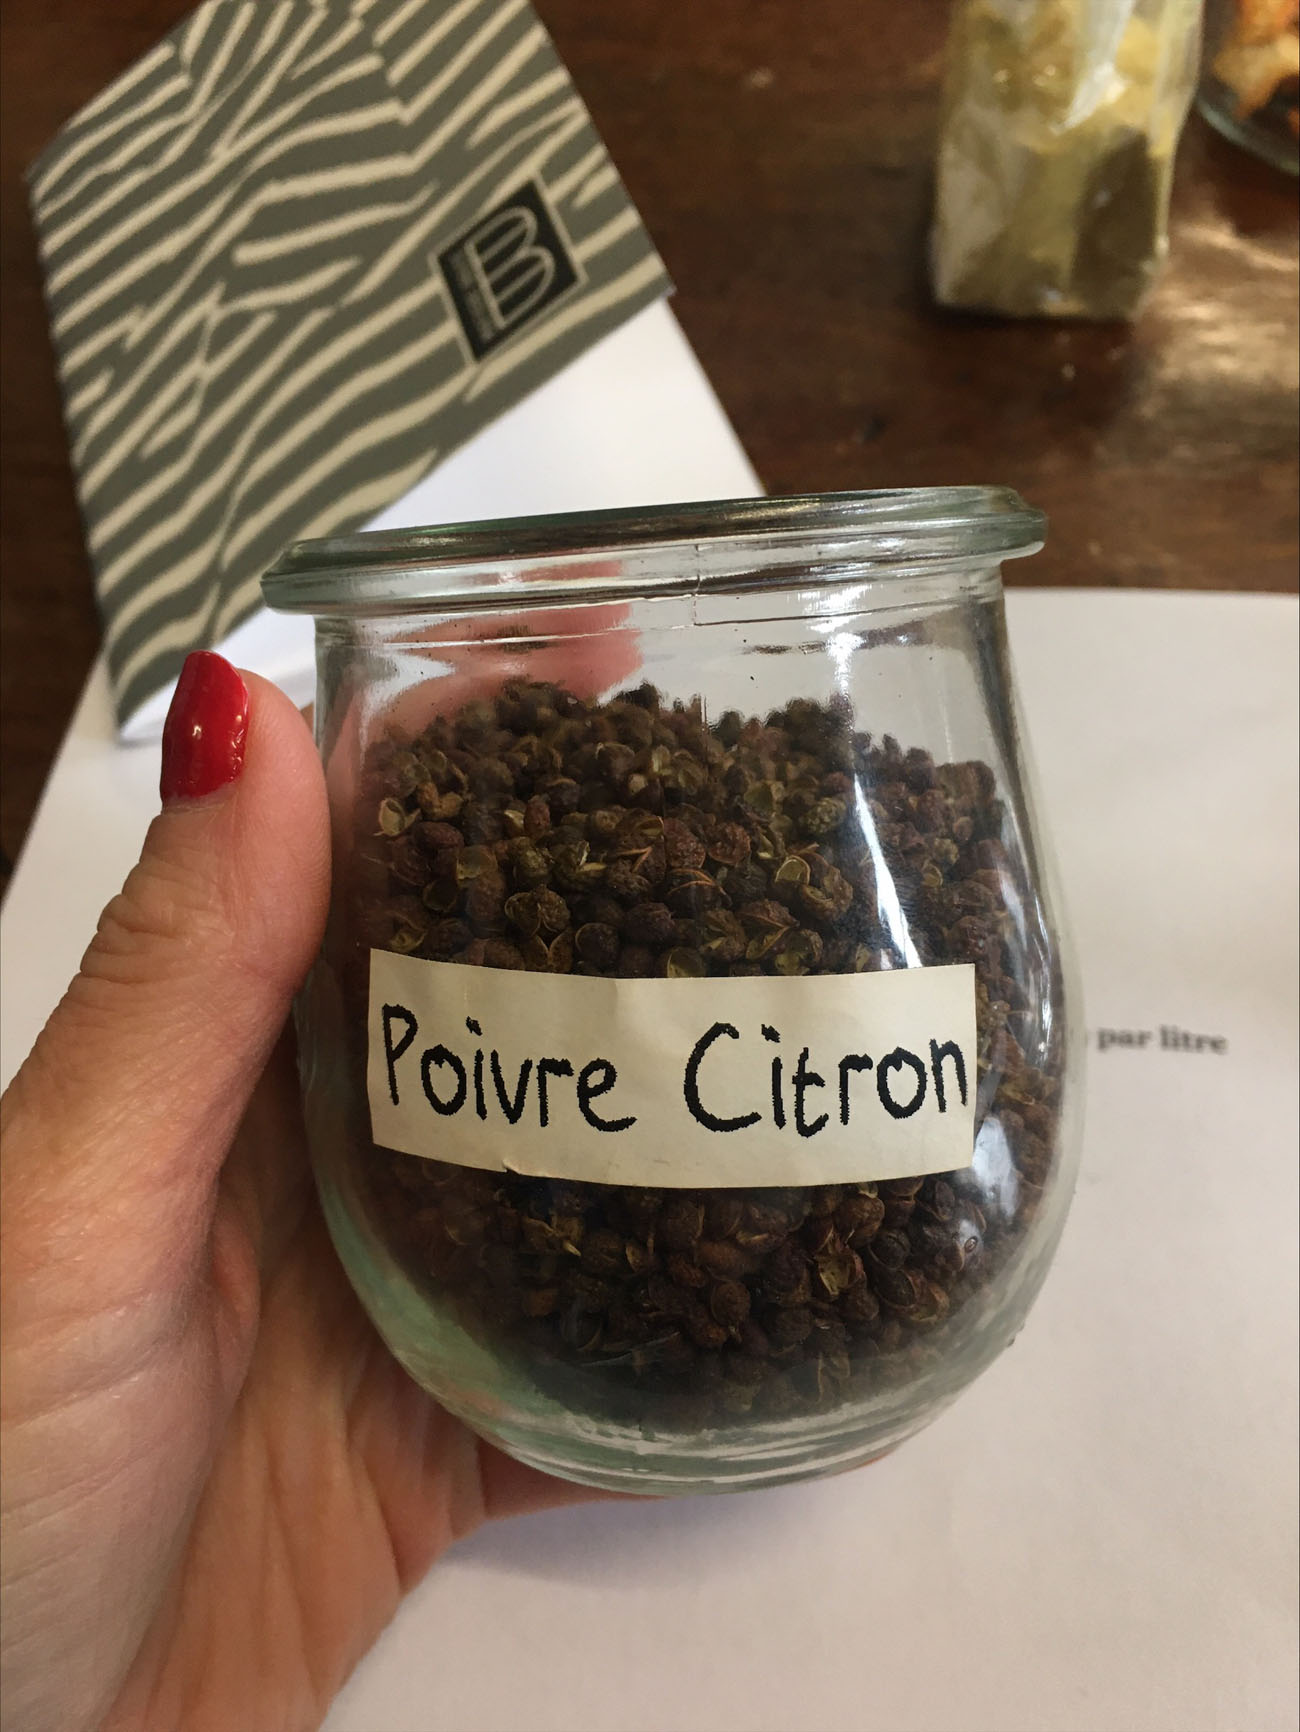 B
Poivre Citron
par litre